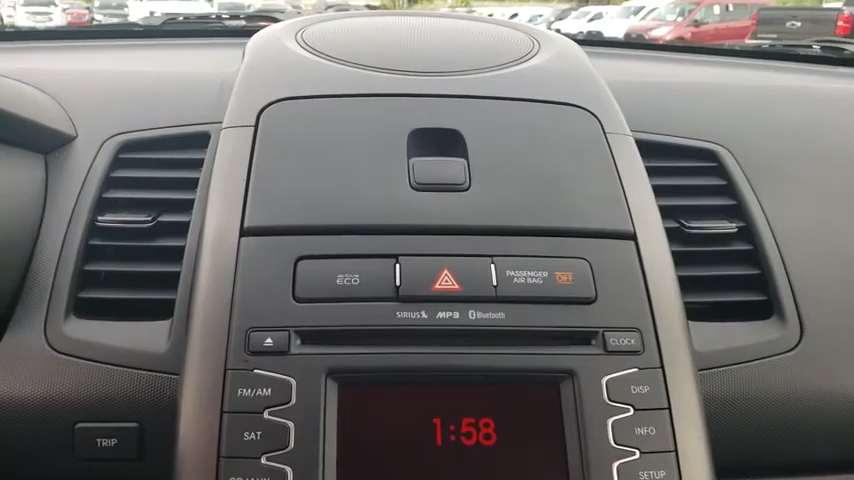 active
ECO
PASSENGER
AIR BAG
OFF
SIRIUS MP3 Bluetooth
CLOCK
FM/AM
DISP
1:58
SAT
INFO
TRIP
SETUP